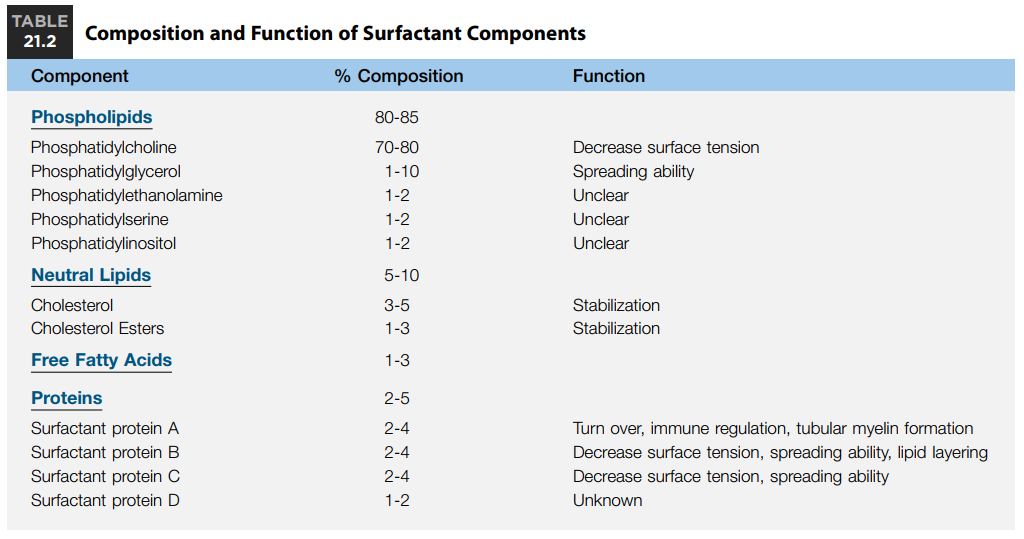 TABLE
21.2
Composition and Function of Surfactant Components
Component % Composition Function
Phospholipids 80-85
Phosphatidylcholine 70-80 Decrease surface tension
Phosphatidylglycerol 1-10 Spreading ability
Phosphatidylethanolamine 1-2 Unclear
Phosphatidylserine 1-2 Unclear
Phosphatidylinositol 1-2 Unclear
Neutral Lipids 5-10
Cholesterol 3-5 Stabilization
Cholesterol Esters 1-3 Stabilization
Free Fatty Acids 1-3
Proteins 2-5
Surfactant protein A 2-4 Turn over, immune regulation, tubular myelin formation
Surfactant protein B 2-4 Decrease surface tension, spreading ability, lipid layering
Surfactant protein C 2-4 Decrease surface tension, spreading ability
Surfactant protein D 1-2 Unknown